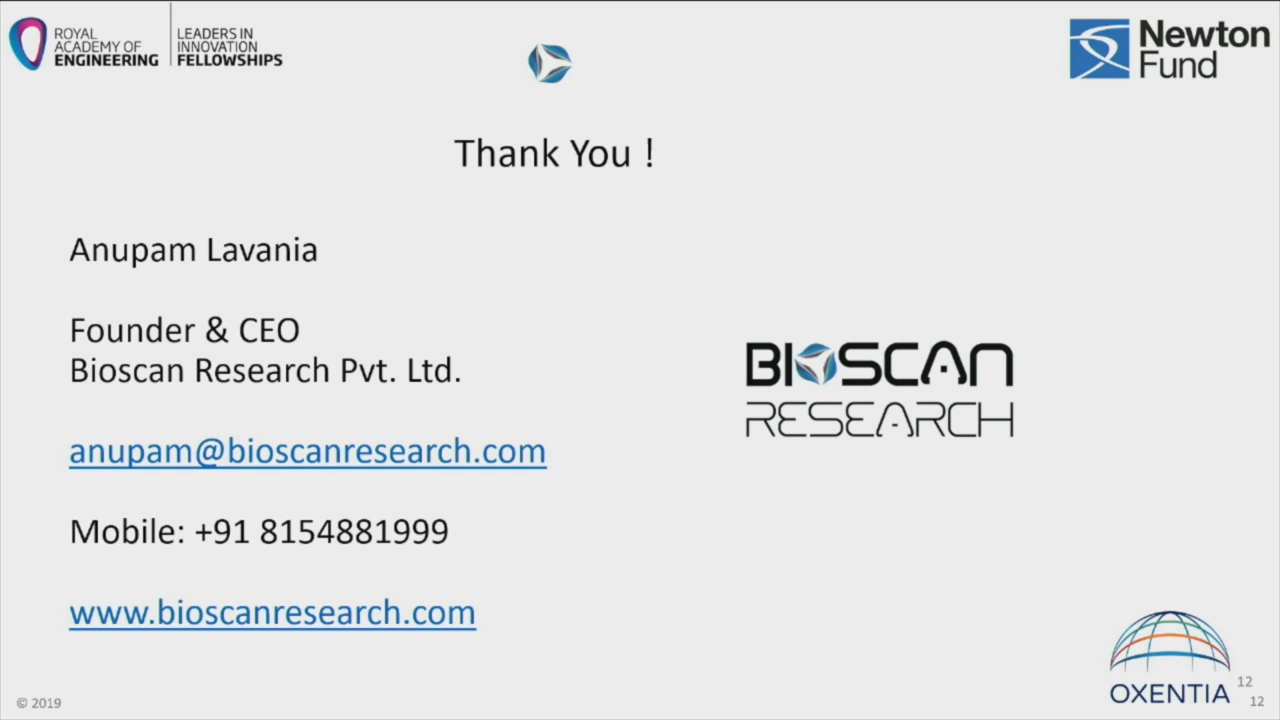 ROYAL
ACADEMY OF
ENGINEERING
LEADERS IN
INNOVATION
FELLOWSHIPS
Newton
Fund
Thank You !
Anupam Lavania
Founder & CEO
Bioscan Research Pvt. Ltd.
BIOSCAN
RESEARCH
anupam@bioscanresearch.com
Mobile: +91 8154881999
www.bioscanresearch.com
OXENTIA
12
12
© 2019